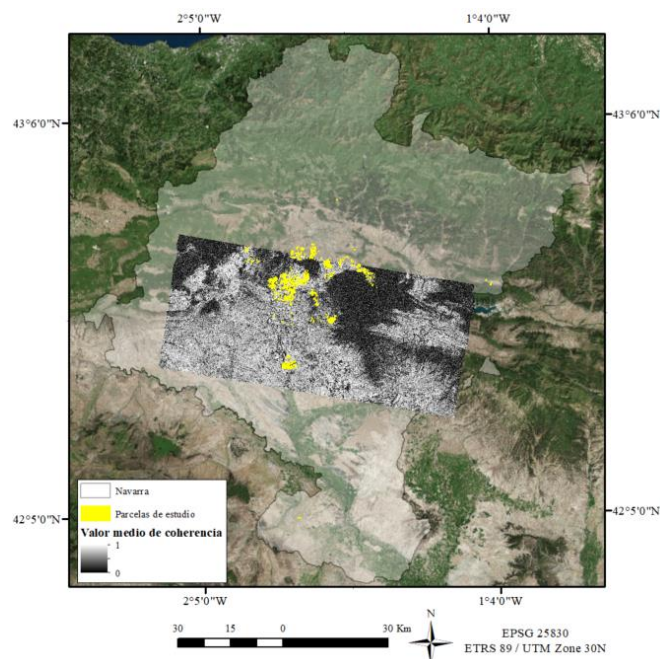 2°5'0"W
1°4'0"W
43°6'0"N
43°6'0"N
42°5'0"N
42°5'0"N
Navarra
Parcelas de estudio
Valor medio de coherencia
1
0
2°5'0"W
1°4'0"W
30
15
0
30 Km
N
EPSG 25830
ETRS 89 / UTM Zone 30N